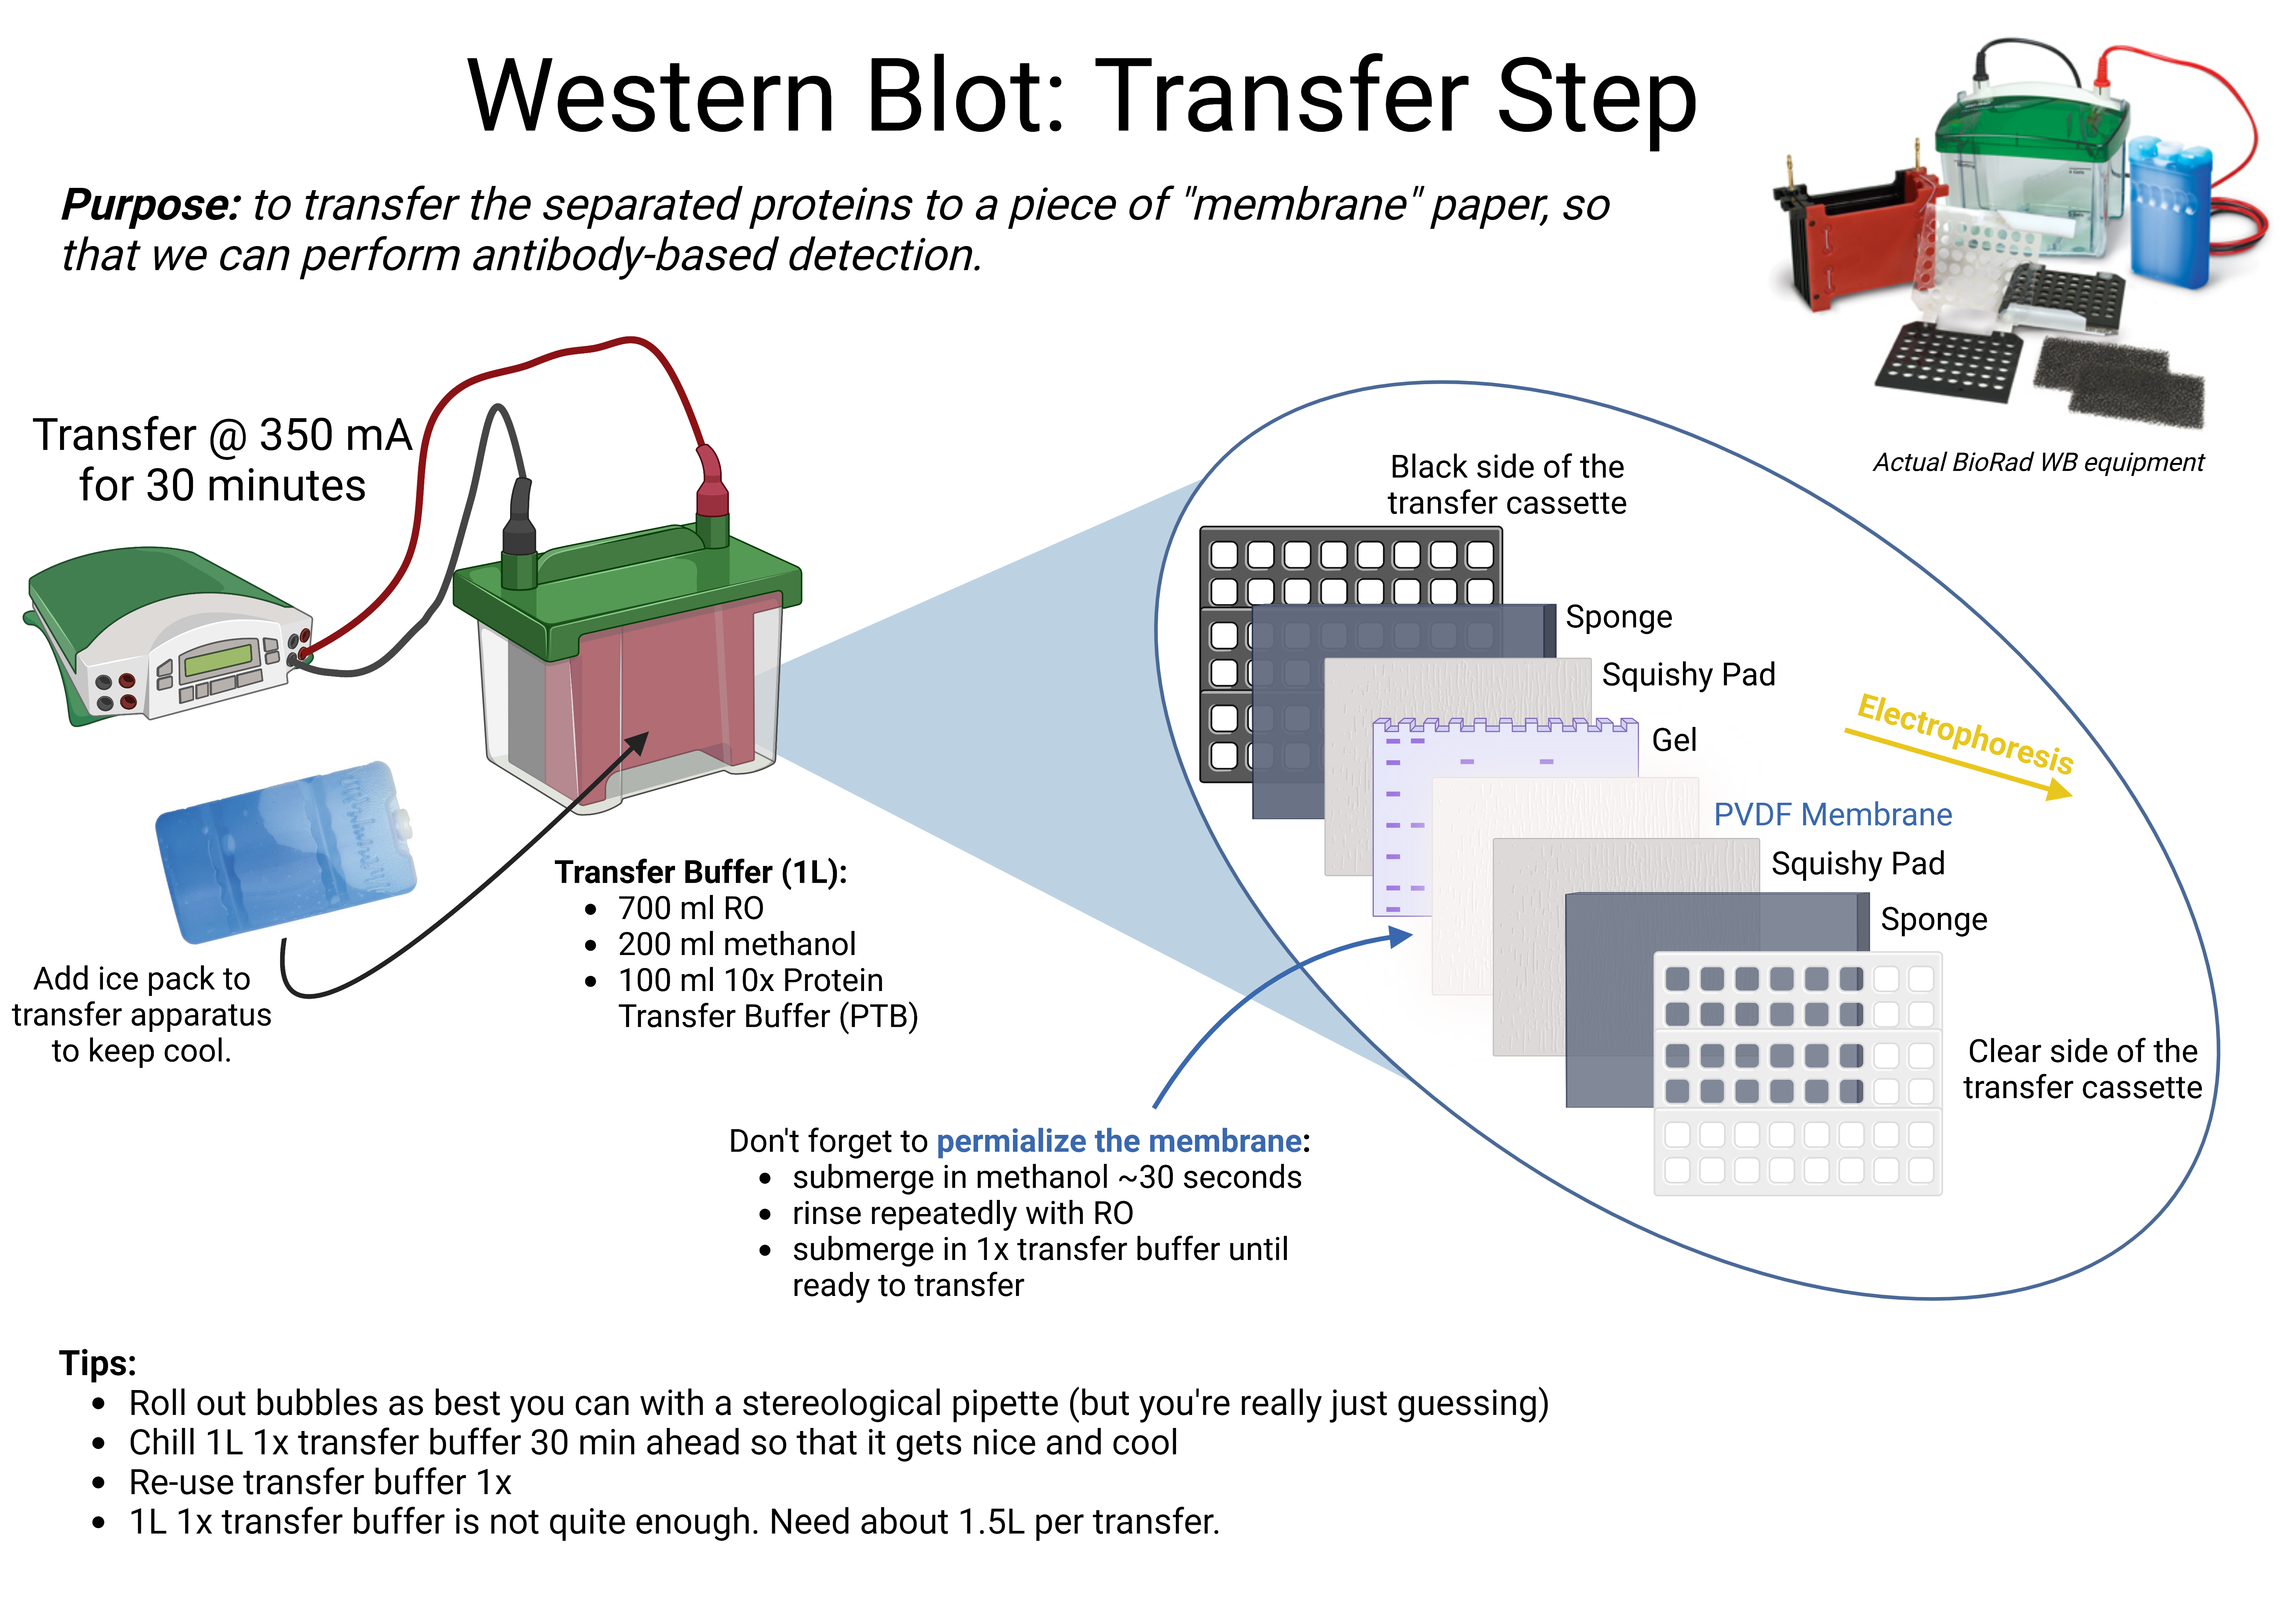 Western Blot: Transfer Step
Purpose: to transfer the separated proteins to a piece of "membrane" paper, so
that we can perform antibody-based detection.
Actual BioRad WB equipment
Transfer @ 350 mA
for 30 minutes
Add ice pack to
transfer apparatus
to keep cool.
Transfer Buffer (1L):
• 700 ml RO
• 200 ml methanol
• 100 ml 10x Protein
Transfer Buffer (PTB)
Black side of the
transfer cassette
Sponge
Squishy Pad
Gel
PVDF Membrane
Squishy Pad
Sponge
Clear side of the
transfer cassette
Electrophoresis
Don't forget to permialize the membrane:
• submerge in methanol ~30 seconds
• rinse repeatedly with RO
• submerge in 1x transfer buffer until
ready to transfer
Tips:
• Roll out bubbles as best you can with a stereological pipette (but you're really just guessing)
• Chill 1L 1x transfer buffer 30 min ahead so that it gets nice and cool
• Re-use transfer buffer 1x
• 1L 1x transfer buffer is not quite enough. Need about 1.5L per transfer.